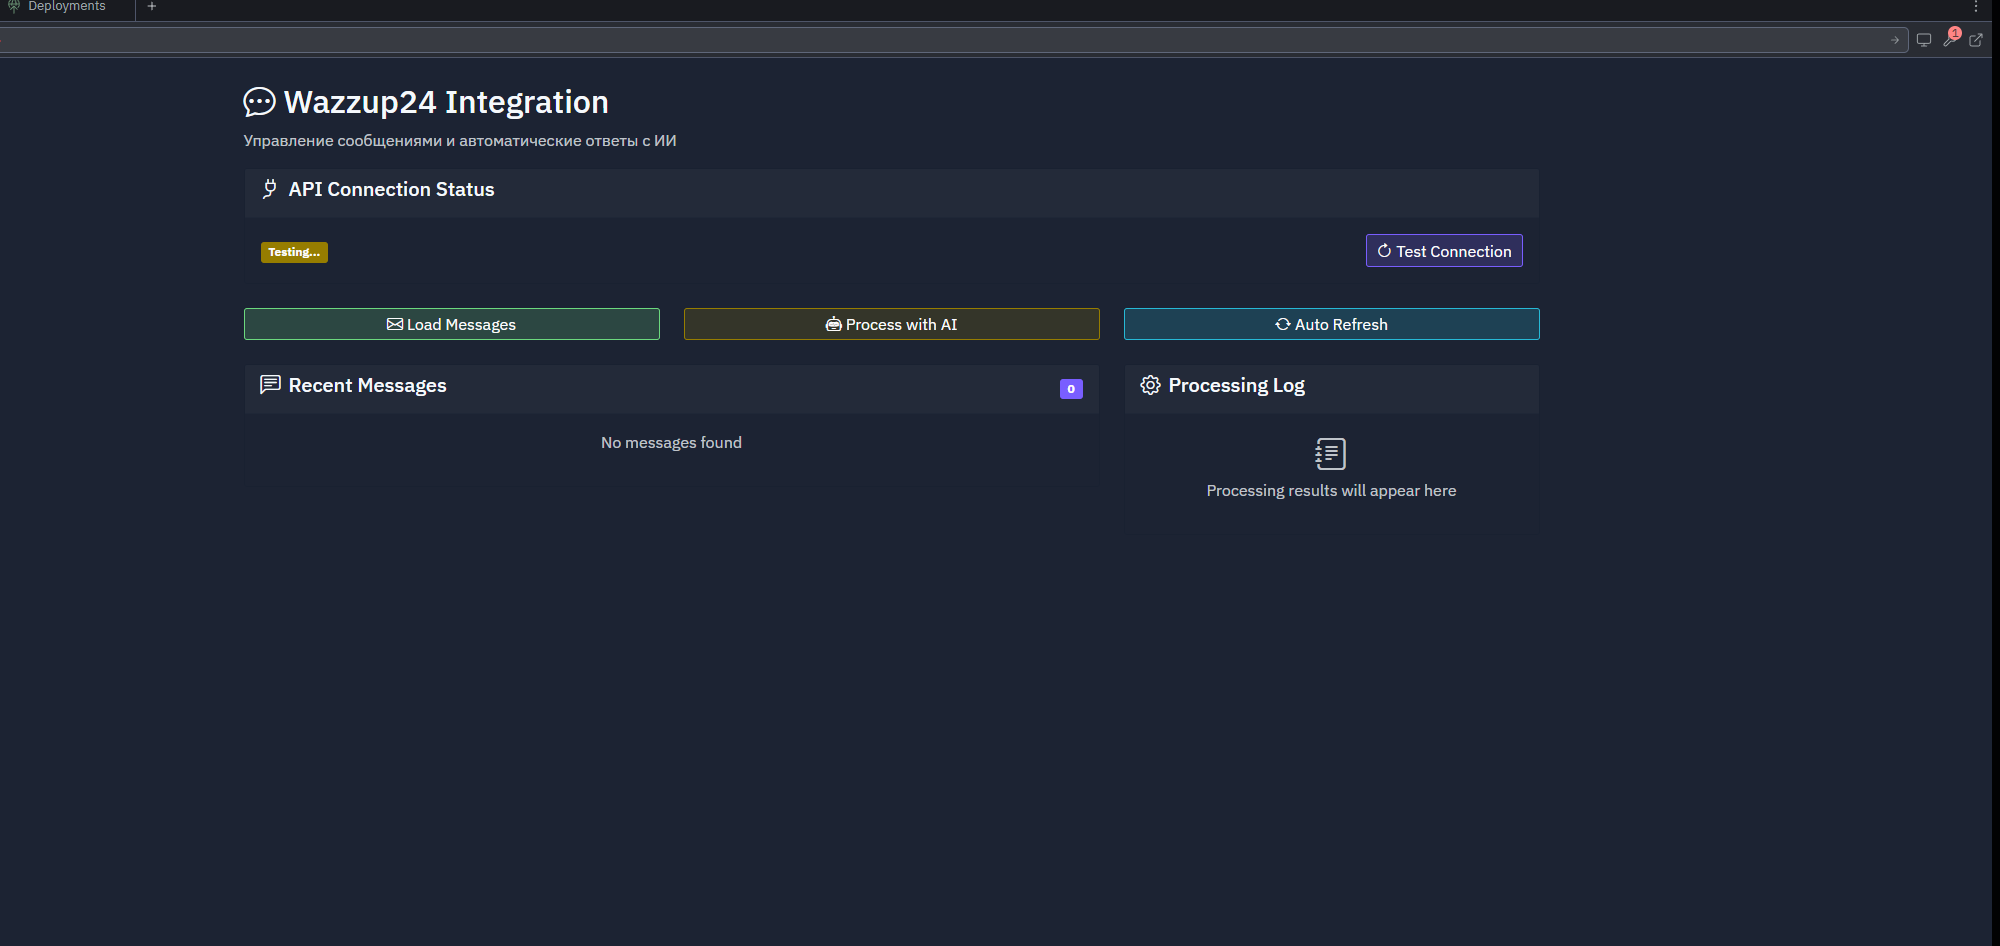 Deployments
1
Wazzup24 Integration
Управление сообщениями и автоматические ответы с ИИ
API Connection Status
Testing...
Test Connection
Load Messages
Process with AI
Auto Refresh
Recent Messages
0
Processing Log
No messages found
Processing results will appear here